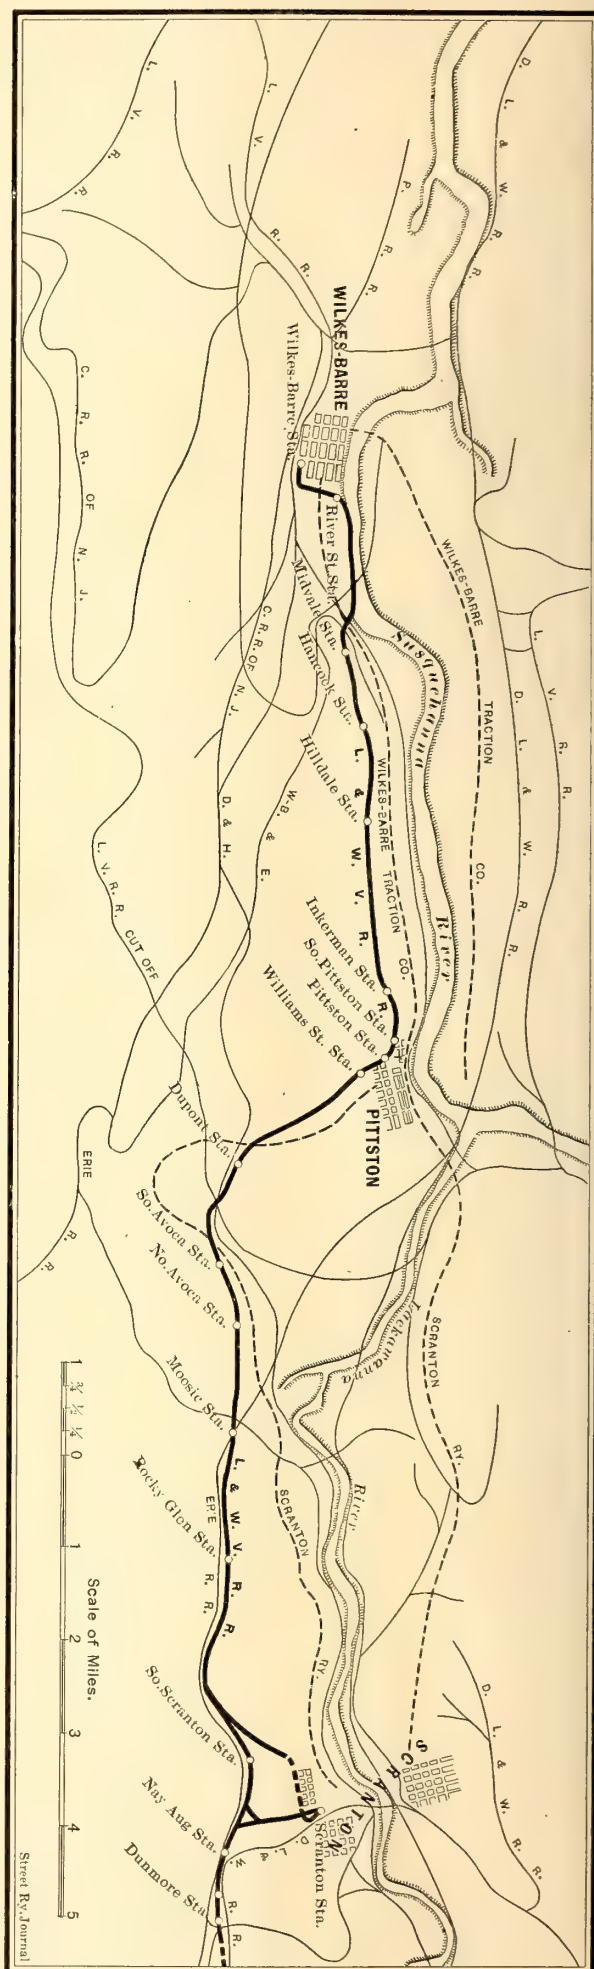 D. L. & W. R. R.
L. V. R. R.
L. V. R. R.
P. R. R.
WILKES-BARRE
Wilkes-Barre Sta.
River St. Sta.
Midvale Sta.
Hancock Sta.
Hilldale Sta.
Inkerman Sta.
So. Pittston Sta.
Pittston Sta.
Williams St. Sta.
PITTSTON
Dupont Sta.
So. Avoca Sta.
No. Avoca Sta.
Moosic Sta.
Rocky Glen Sta.
So. Scranton Sta.
Nay Aug Sta.
Dunmore Sta.
Scranton Sta.
SCRANTON
WILKES-BARRE TRACTION CO.
L. V. R. R.
D. L. & W. R. R.
Susquehanna River
WILKES-BARRE TRACTION CO.
L. & W. V. R. R.
C. R. R. OF N. J.
C. R. R. OF N. J.
D. & H.
W-B. & E.
L. V. R. R. CUT OFF
ERIE R. R.
Lackawanna River
SCRANTON RY.
SCRANTON RY.
L. & W. V. R. R.
ERIE R. R.
D. L. & W. R. R.
D. L. & W. R. R.
1 ¾ ½ ¼ 0 1 2 3 4 5
Scale of Miles.
Street Ry. Journal